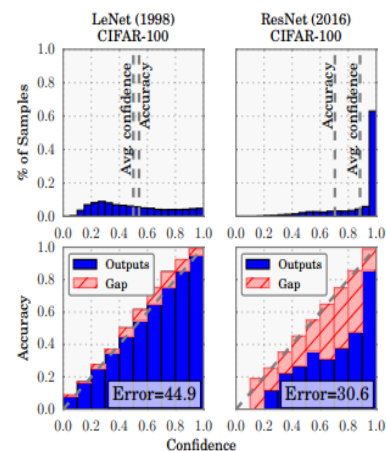 LeNet (1998)
CIFAR-100
ResNet (2016)
CIFAR-100
% of Samples
1.0
0.8
0.6
0.4
0.2
0.0
Avg. confidence
Accuracy
Accuracy
Avg. confidence
0.0 0.2 0.4 0.6 0.8 1.0
0.0 0.2 0.4 0.6 0.8 1.0
Accuracy
1.0
0.8
0.6
0.4
0.2
0.0
Outputs
Gap
Error=44.9
Outputs
Gap
Error=30.6
0.0 0.2 0.4 0.6 0.8 1.0
0.0 0.2 0.4 0.6 0.8 1.0
Confidence